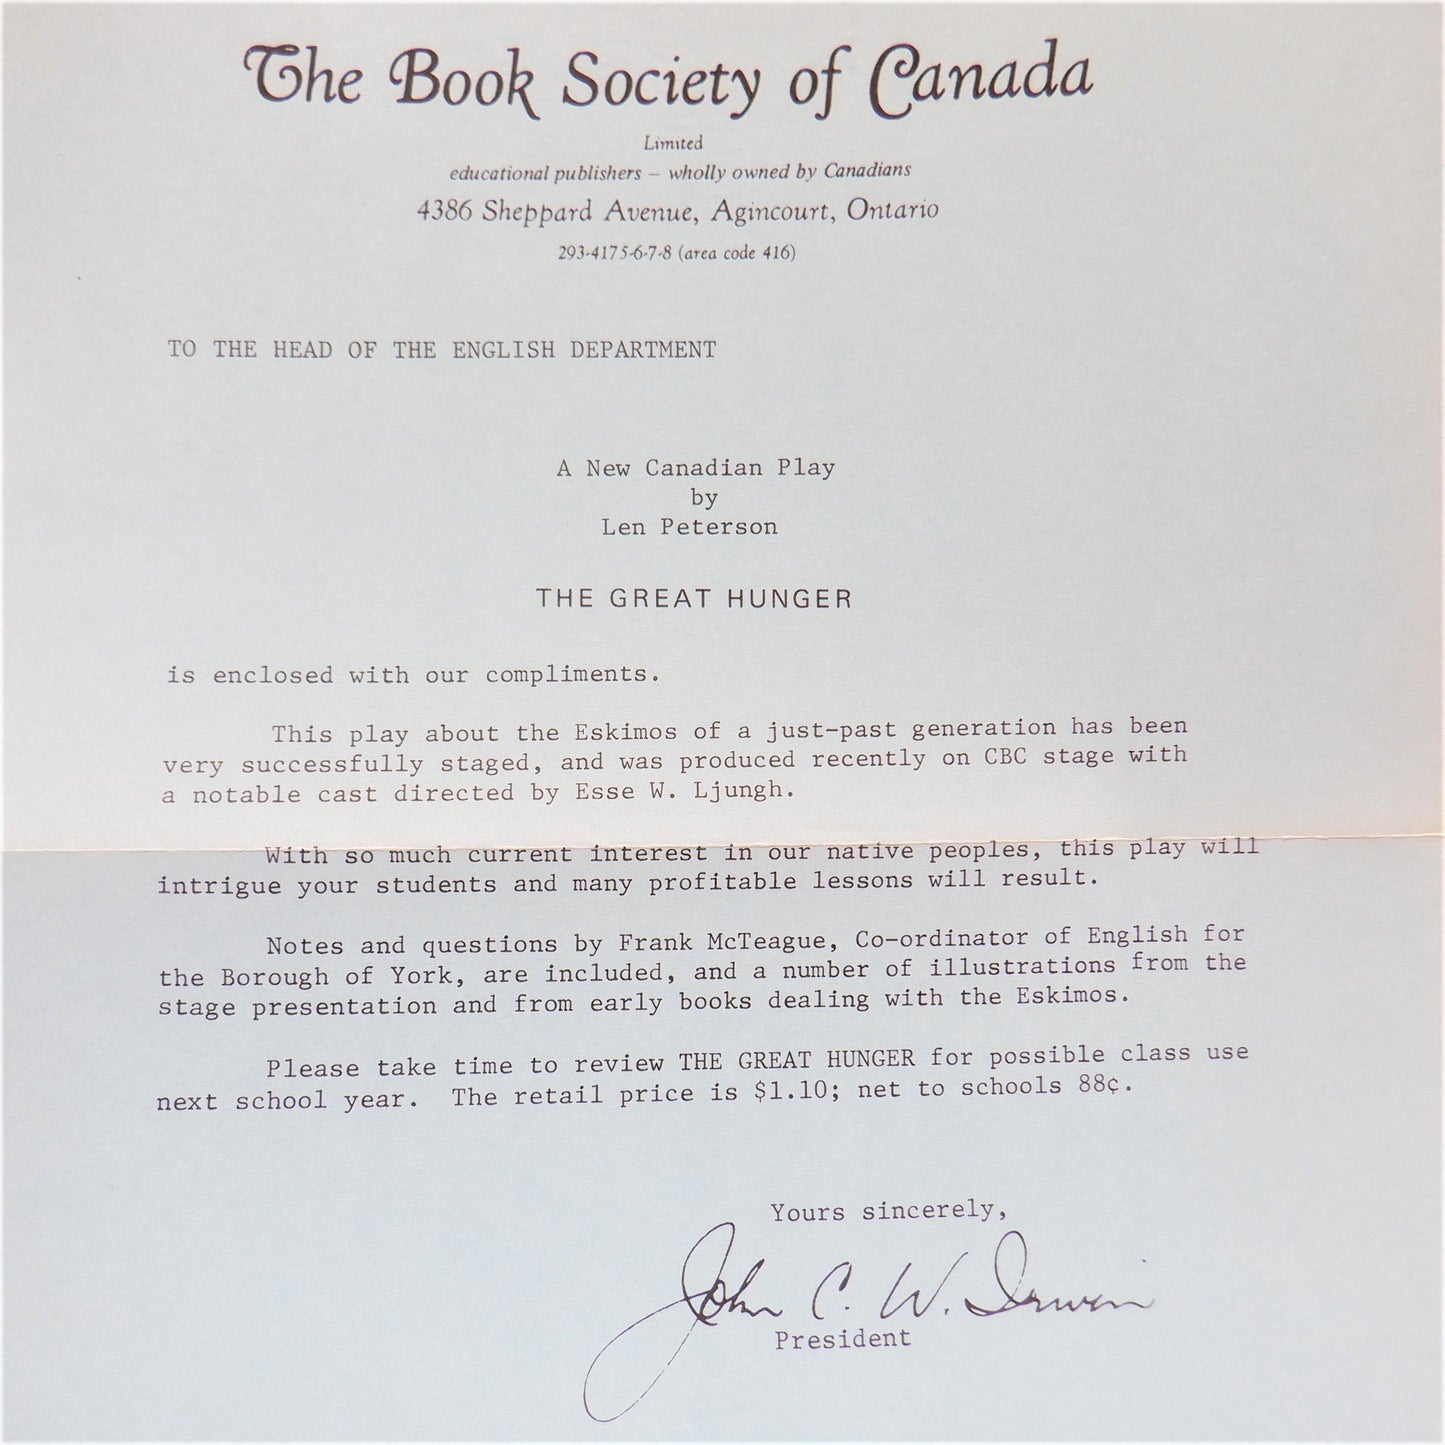 The Book Society of Canada
Limited
educational publishers – wholly owned by Canadians
4386 Sheppard Avenue, Agincourt, Ontario
293-4175-6-7-8 (area code 416)
TO THE HEAD OF THE ENGLISH DEPARTMENT
A New Canadian Play
by
Len Peterson
THE GREAT HUNGER
is enclosed with our compliments.
This play about the Eskimos of a just-past generation has been
very successfully staged, and was produced recently on CBC stage with
a notable cast directed by Esse W. Ljungh.
With so much current interest in our native peoples, this play will
intrigue your students and many profitable lessons will result.
Notes and questions by Frank McTeague, Co-ordinator of English for
the Borough of York, are included, and a number of illustrations from the
stage presentation and from early books dealing with the Eskimos.
Please take time to review THE GREAT HUNGER for possible class use
next school year. The retail price is $1.10; net to schools 88¢.
Yours sincerely,
John C. W. Irwin
President